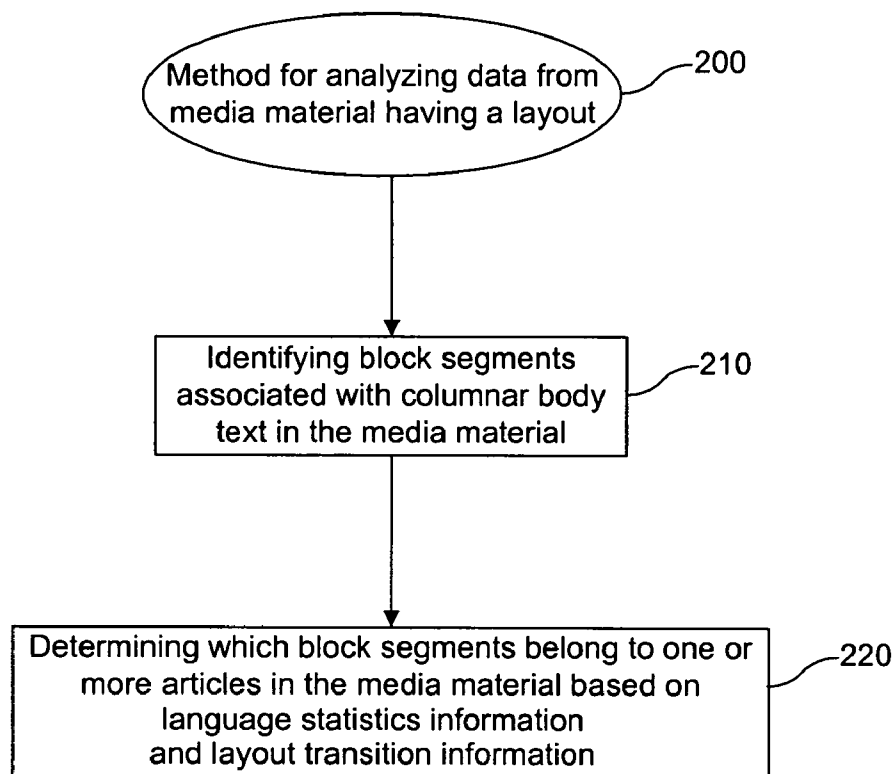 Method for analyzing data from
media material having a layout
200
Identifying block segments
associated with columnar body
text in the media material
210
Determining which block segments belong to one or
more articles in the media material based on
language statistics information
and layout transition information
220